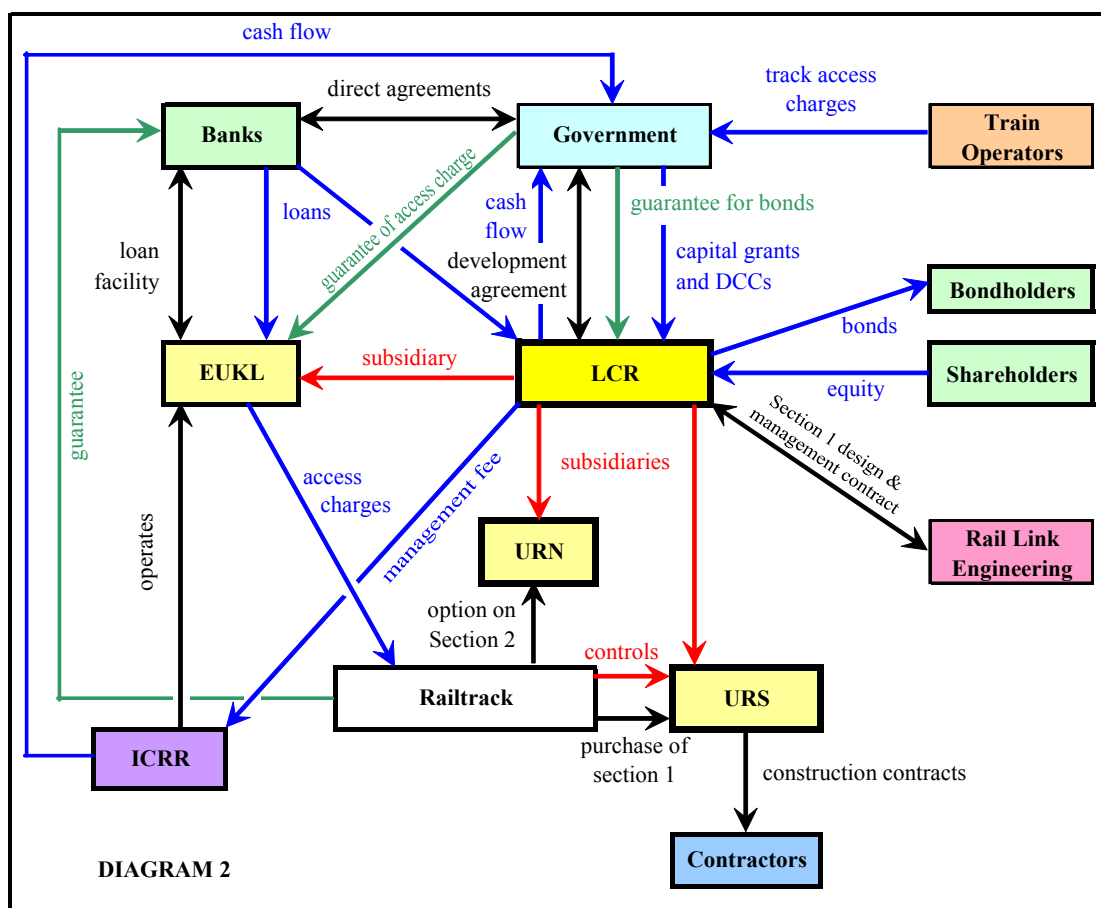 cash flow
direct agreements
track access
charges
Banks
Government
Train
Operators
loans
guarantee of access charge
cash
flow
guarantee for bonds
loan
facility
development
agreement
capital grants
and DCCs
Bondholders
bonds
EUKL
subsidiary
LCR
equity
Shareholders
guarantee
Section 1 design &
management contract
access
charges
management fee
subsidiaries
operates
URN
Rail Link
Engineering
option on
Section 2
controls
Railtrack
URS
ICRR
purchase of
section 1
construction contracts
Contractors
DIAGRAM 2